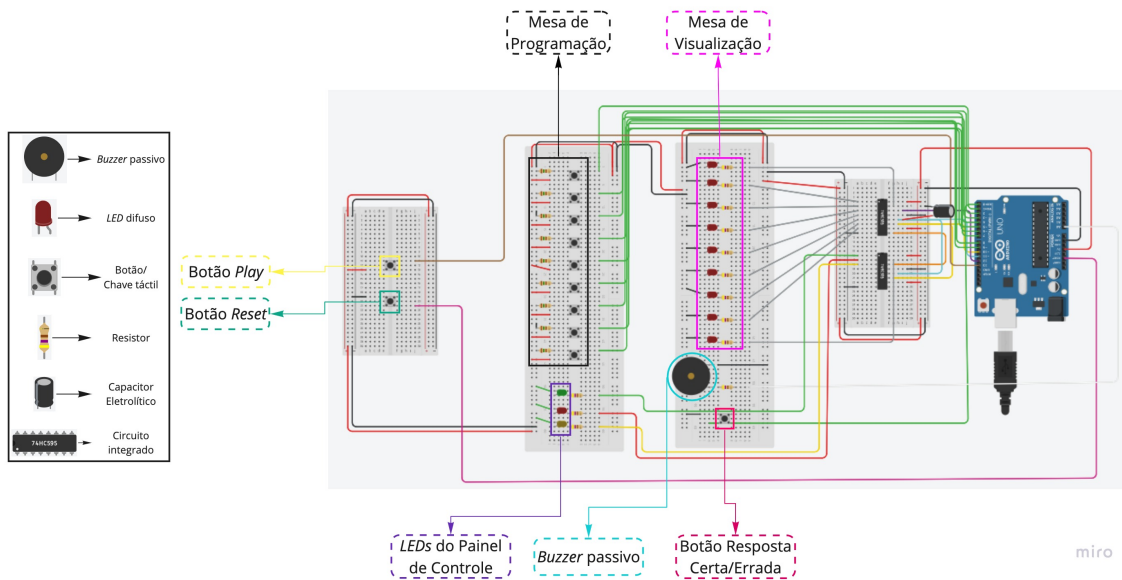 Mesa de
Programação
Mesa de
Visualização
Buzzer passivo
LED difuso
Botão/
Chave táctil
Resistor
Capacitor
Eletrolítico
74HC595
Circuito
integrado
Botão Play
Botão Reset
UNO
LEDs do Painel
de Controle
Buzzer passivo
Botão Resposta
Certa/Errada
miro